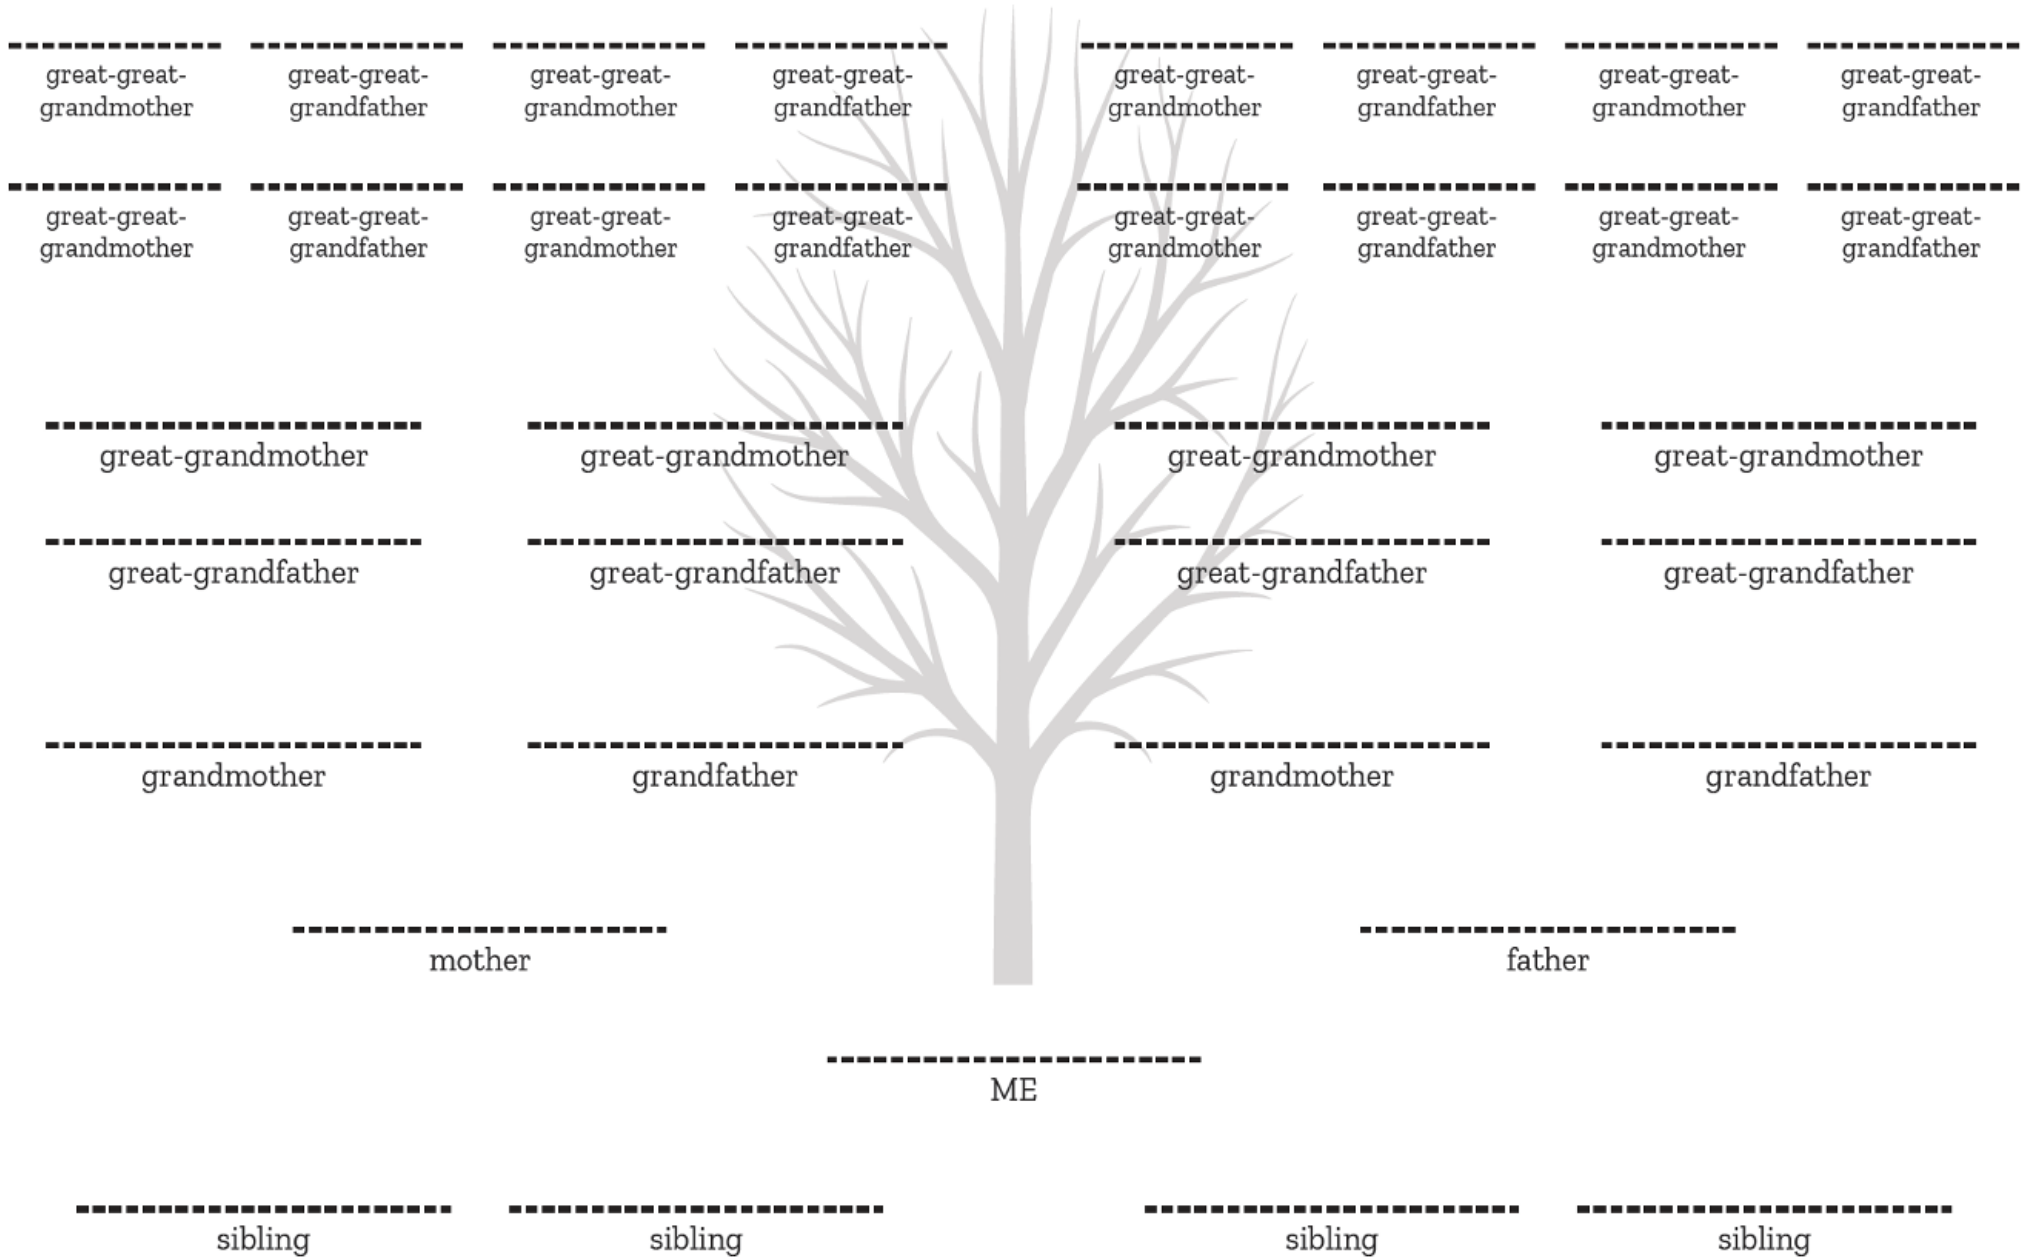 great-great- great-great- great-great- great-great- great-great- great-great- great-great- great-great-
grandmother grandfather grandmother grandfather grandmother grandfather grandmother grandfather
great-great- great-great- great-great- great-great- great-great- great-great- great-great- great-great-
grandmother grandfather grandmother grandfather grandmother grandfather grandmother grandfather
great-grandmother great-grandmother great-grandmother great-grandmother
great-grandfather great-grandfather great-grandfather great-grandfather
grandmother grandfather grandmother grandfather
mother father
ME
sibling sibling sibling sibling